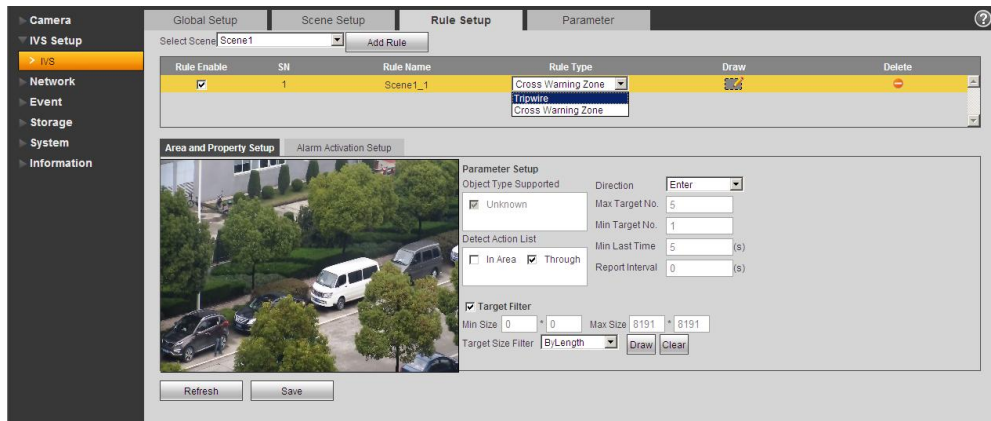 Camera
IVS Setup
> IVS
Network
Event
Storage
System
Information
Global Setup Scene Setup Rule Setup Parameter ?
Select Scene Scene1 Add Rule
Rule Enable SN Rule Name Rule Type Draw Delete
1 Scene1_1 Cross Warning Zone
Tripwire
Cross Warning Zone
Area and Property Setup Alarm Activation Setup
Parameter Setup
Object Type Supported
Unknown
Detect Action List
In Area Through
Direction Enter
Max Target No. 5
Min Target No. 1
Min Last Time 5 (s)
Report Interval 0 (s)
Target Filter
Min Size 0 * 0 Max Size 8191 * 8191
Target Size Filter ByLength Draw Clear
Refresh Save